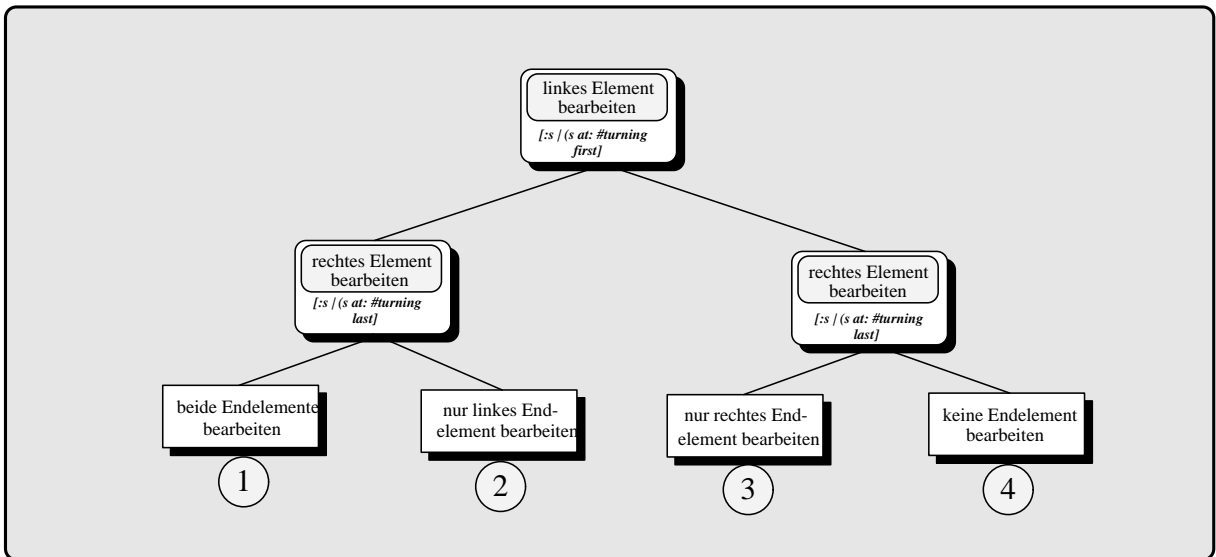 linkes Element
bearbeiten
[:s | (s at: #turning
first]
rechtes Element
bearbeiten
[:s | (s at: #turning
last]
rechtes Element
bearbeiten
[:s | (s at: #turning
last]
beide Endelemente
bearbeiten
nur linkes End-
element bearbeiten
nur rechtes End-
element bearbeiten
keine Endelement
bearbeiten
1
2
3
4